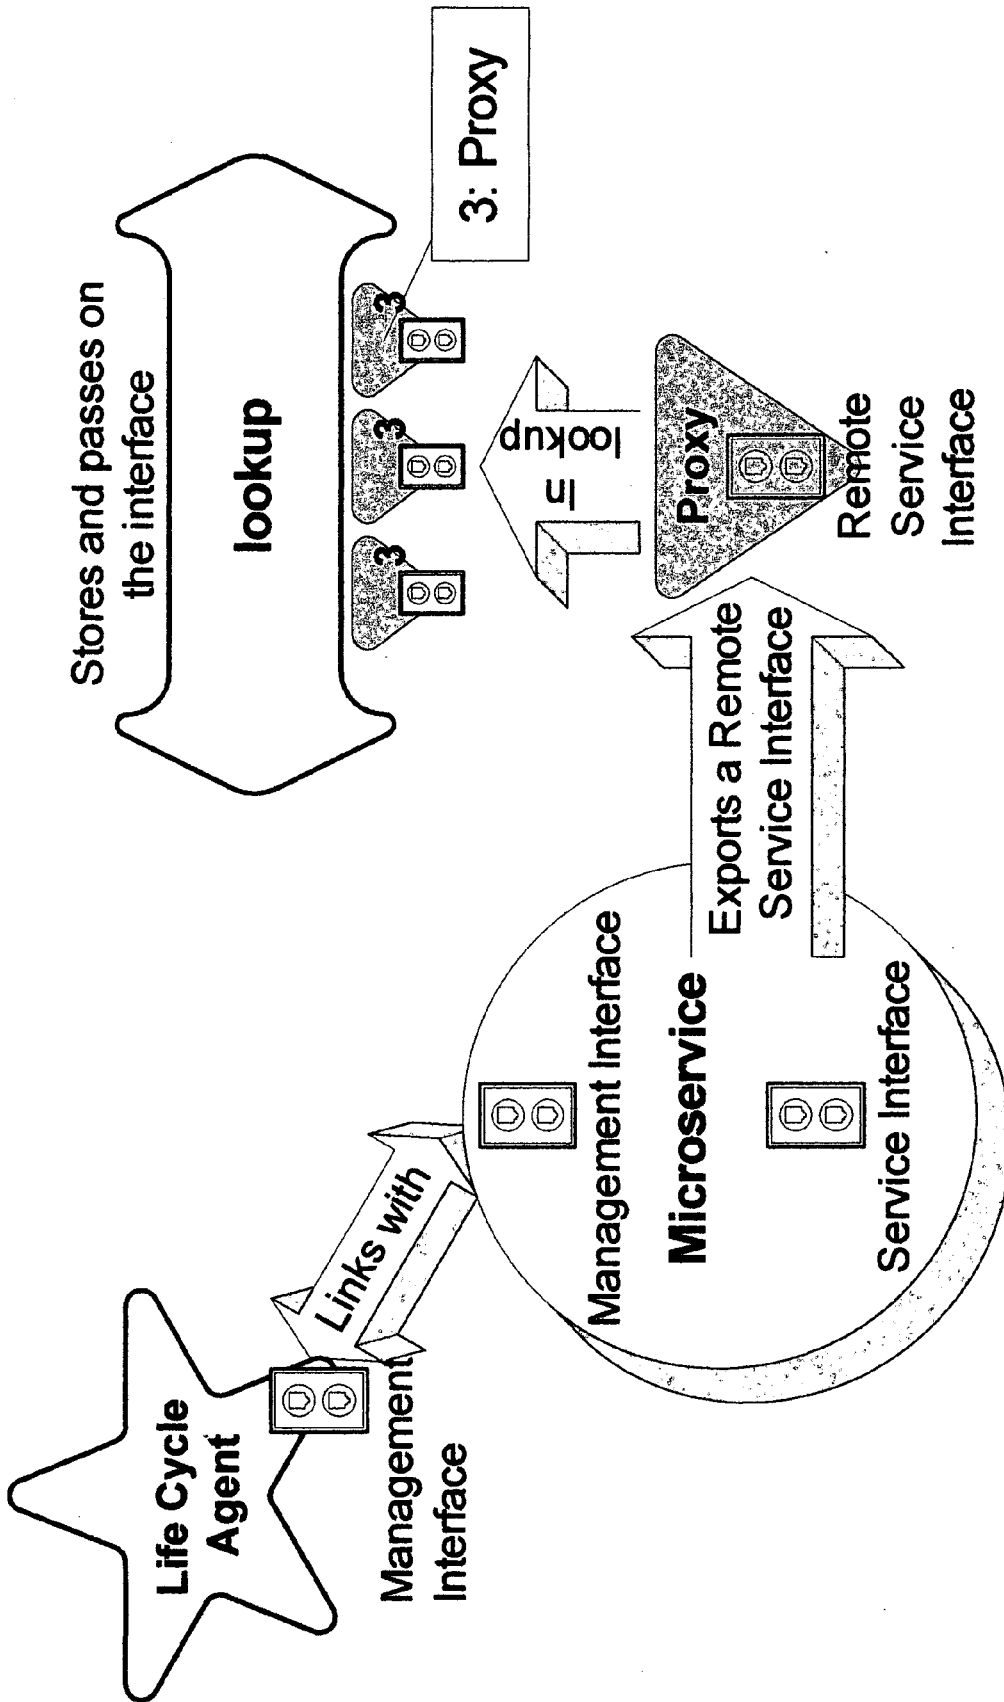 Stores and passes on
the interface
lookup
3
3
3
3: Proxy
In
lookup
Proxy
Remote
Service
Interface
Life Cycle
Agent
Management
Interface
Links with
Management Interface
Microservice
Service Interface
Exports a Remote
Service Interface